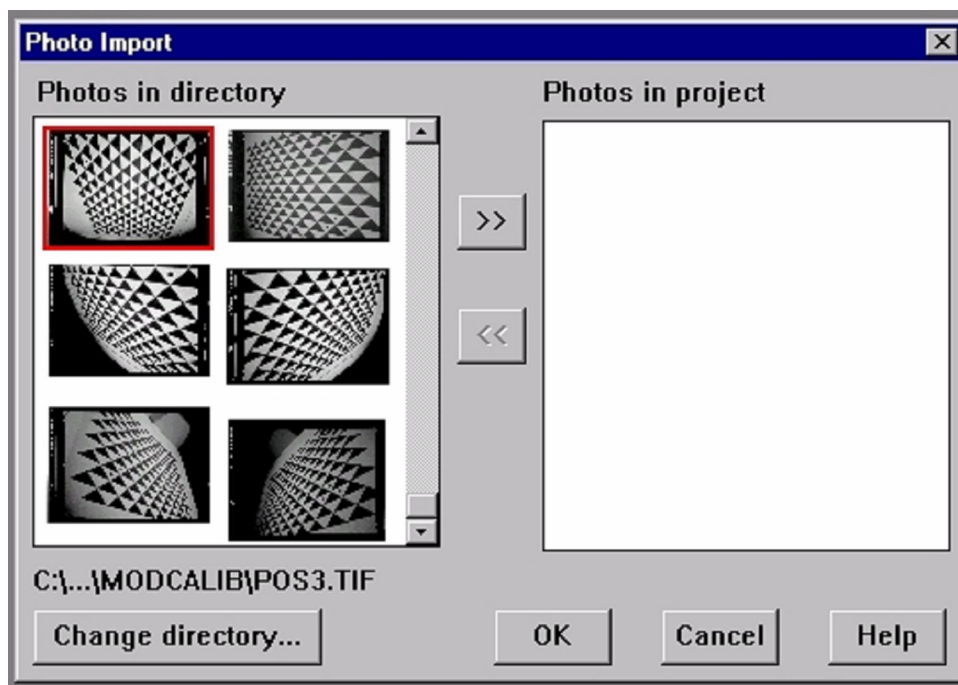 Photo Import
Photos in directory
Photos in project
>>
<<
C:\...\MODCALIB\POS3.TIF
Change directory...
OK
Cancel
Help